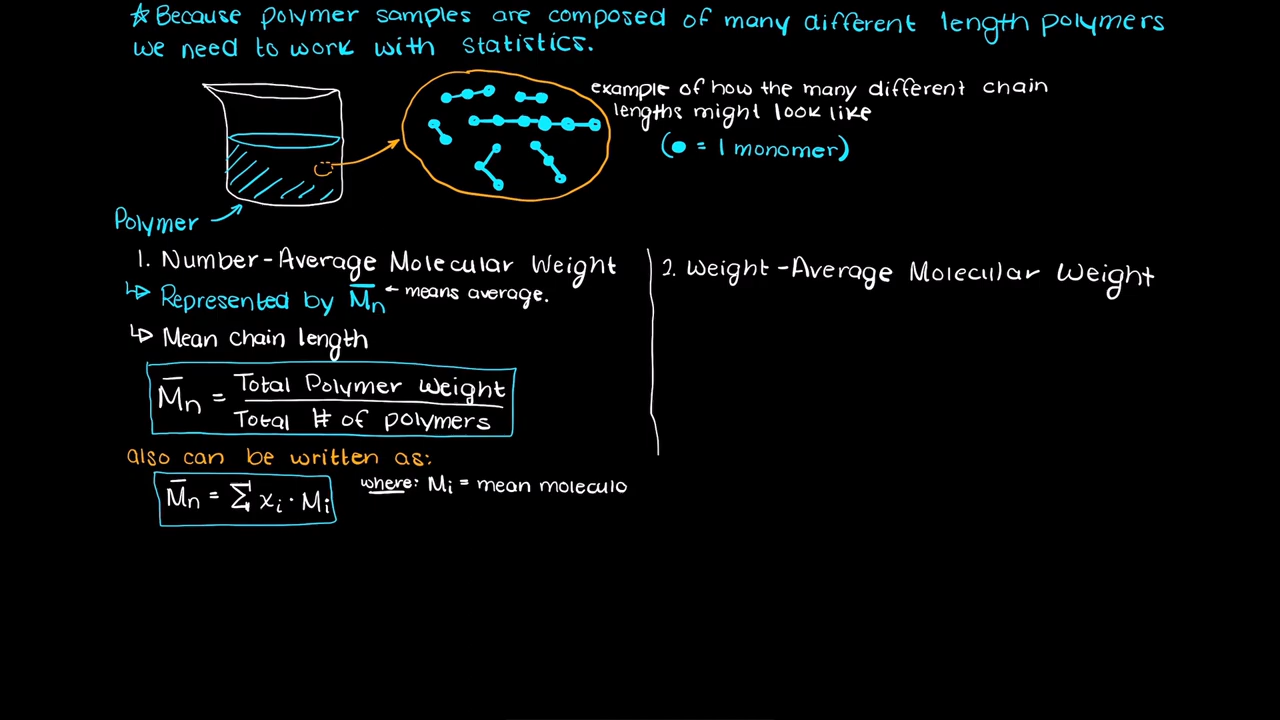 ☆Because polymer samples are composed of many different length polymers
we need to work with statistics.
example of how the many different chain
lengths might look like
(● = 1 monomer)
Polymer
1. Number-Average Molecular Weight
↳ Represented by M̅n ← means average.
↳ Mean chain length
M̅n = Total Polymer Weight / Total # of polymers
also can be written as:
M̅n = Σ xi · Mi
where: Mi = mean moleculo
2. Weight-Average Molecular Weight